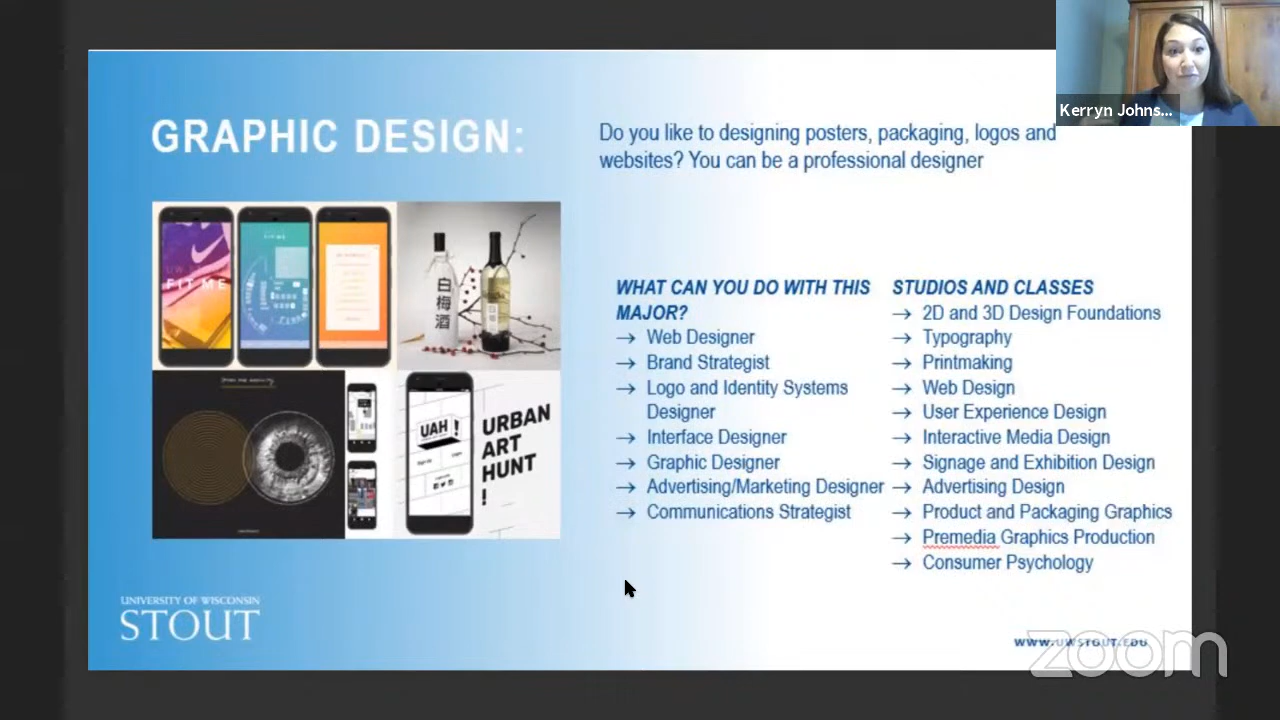 Kerryn Johns...
GRAPHIC DESIGN:
Do you like to designing posters, packaging, logos and
websites? You can be a professional designer
FIT ME
白梅酒
UAH !
URBAN
ART
HUNT
!
WHAT CAN YOU DO WITH THIS
MAJOR?
→ Web Designer
→ Brand Strategist
→ Logo and Identity Systems
Designer
→ Interface Designer
→ Graphic Designer
→ Advertising/Marketing Designer
→ Communications Strategist
STUDIOS AND CLASSES
→ 2D and 3D Design Foundations
→ Typography
→ Printmaking
→ Web Design
→ User Experience Design
→ Interactive Media Design
→ Signage and Exhibition Design
→ Advertising Design
→ Product and Packaging Graphics
→ Premedia Graphics Production
→ Consumer Psychology
UNIVERSITY OF WISCONSIN
STOUT
WWW.UWSTOUT.EDU
zoom